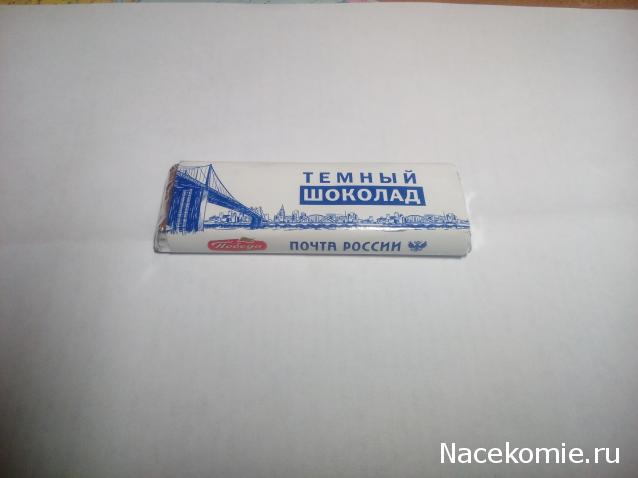 ТЕМНЫЙ
ШОКОЛАД
Победа
ПОЧТА РОССИИ
Nacekomie.ru